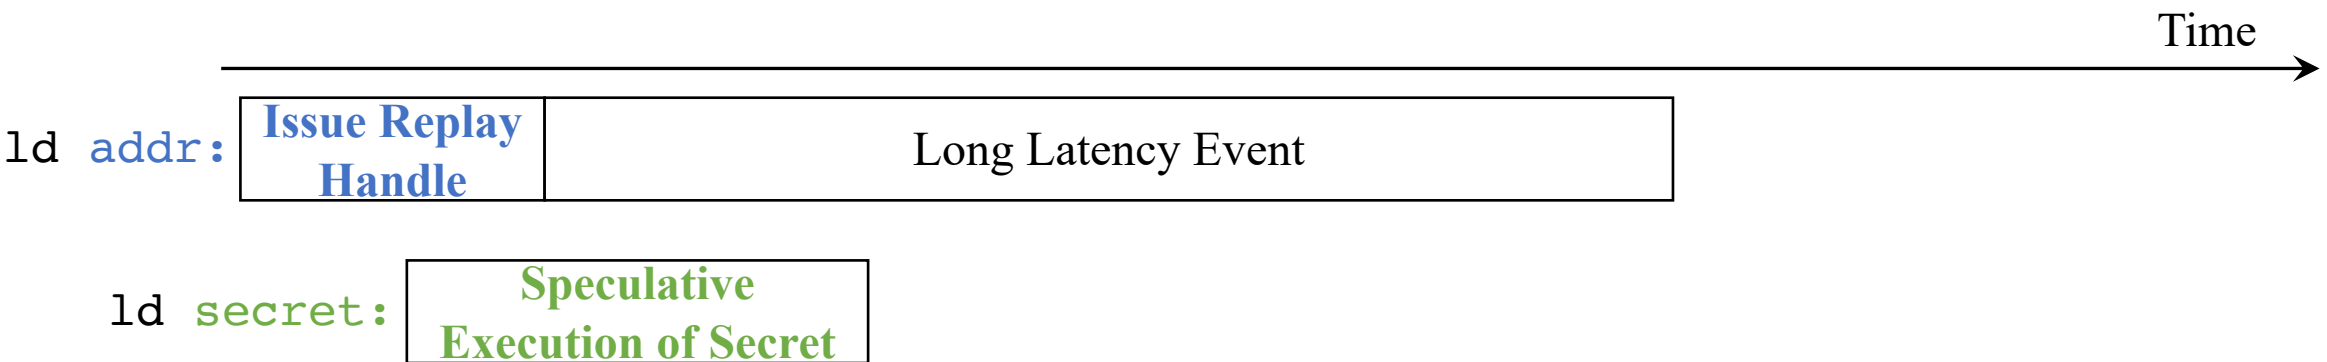 Time
ld addr:
Issue Replay
Handle
Long Latency Event
ld secret:
Speculative
Execution of Secret